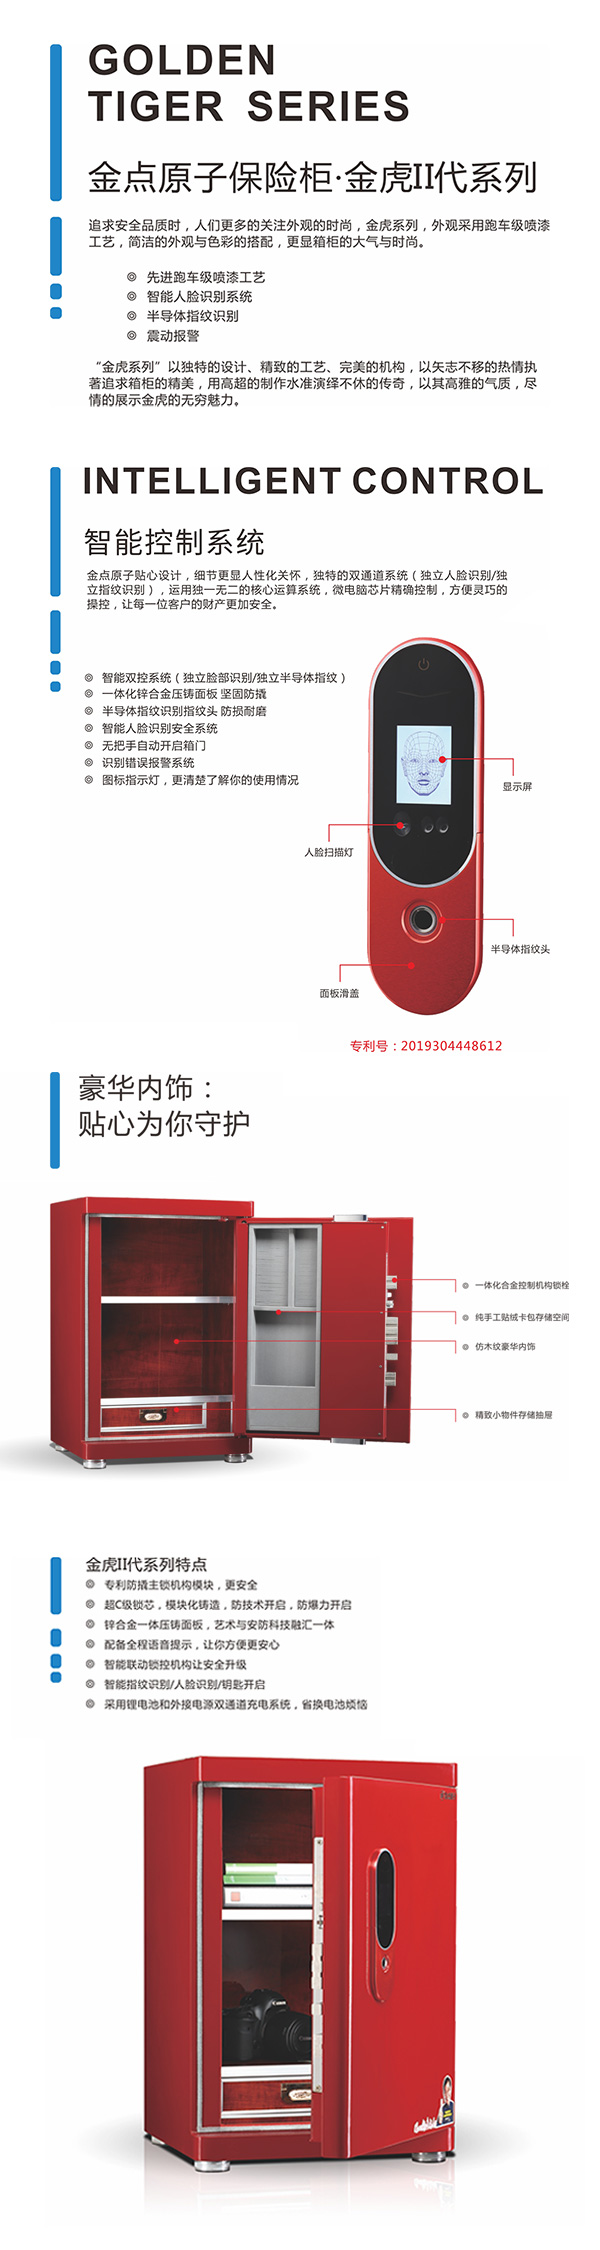 GOLDEN
TIGER SERIES
金点原子保险柜·金虎II代系列
追求安全品质时，人们更多的关注外观的时尚，金虎系列，外观采用跑车级喷漆
工艺，简洁的外观与色彩的搭配，更显箱柜的大气与时尚。
◎ 先进跑车级喷漆工艺
◎ 智能人脸识别系统
◎ 半导体指纹识别
◎ 震动报警
“金虎系列”以独特的设计、精致的工艺、完美的机构，以矢志不移的热情执
著追求箱柜的精美，用高超的制作水准演绎不休的传奇，以其高雅的气质，尽
情的展示金虎的无穷魅力。
INTELLIGENT CONTROL
智能控制系统
金点原子贴心设计，细节更显人性化关怀，独特的双通道系统（独立人脸识别/独
立指纹识别），运用独一无二的核心运算系统，微电脑芯片精确控制，方便灵巧的
操控，让每一位客户的财产更加安全。
◎ 智能双控系统（独立脸部识别/独立半导体指纹）
◎ 一体化锌合金压铸面板 坚固防撬
◎ 半导体指纹识别指纹头 防损耐磨
◎ 智能人脸识别安全系统
◎ 无把手自动开启箱门
◎ 识别错误报警系统
◎ 图标指示灯，更清楚了解你的使用情况
显示屏
人脸扫描灯
半导体指纹头
面板滑盖
专利号：2019304448612
豪华内饰：
贴心为你守护
◎ 一体化合金控制机构锁栓
◎ 纯手工贴绒卡包存储空间
◎ 仿木纹豪华内饰
◎ 精致小物件存储抽屉
金虎II代系列特点
◎ 专利防撬主锁机构模块，更安全
◎ 超C级锁芯，模块化铸造，防技术开启，防爆力开启
◎ 锌合金一体压铸面板，艺术与安防科技融汇一体
◎ 配备全程语音提示，让你方便更安心
◎ 智能联动锁控机构让安全升级
◎ 智能指纹识别/人脸识别/钥匙开启
◎ 采用锂电池和外接电源双通道充电系统，省换电池烦恼